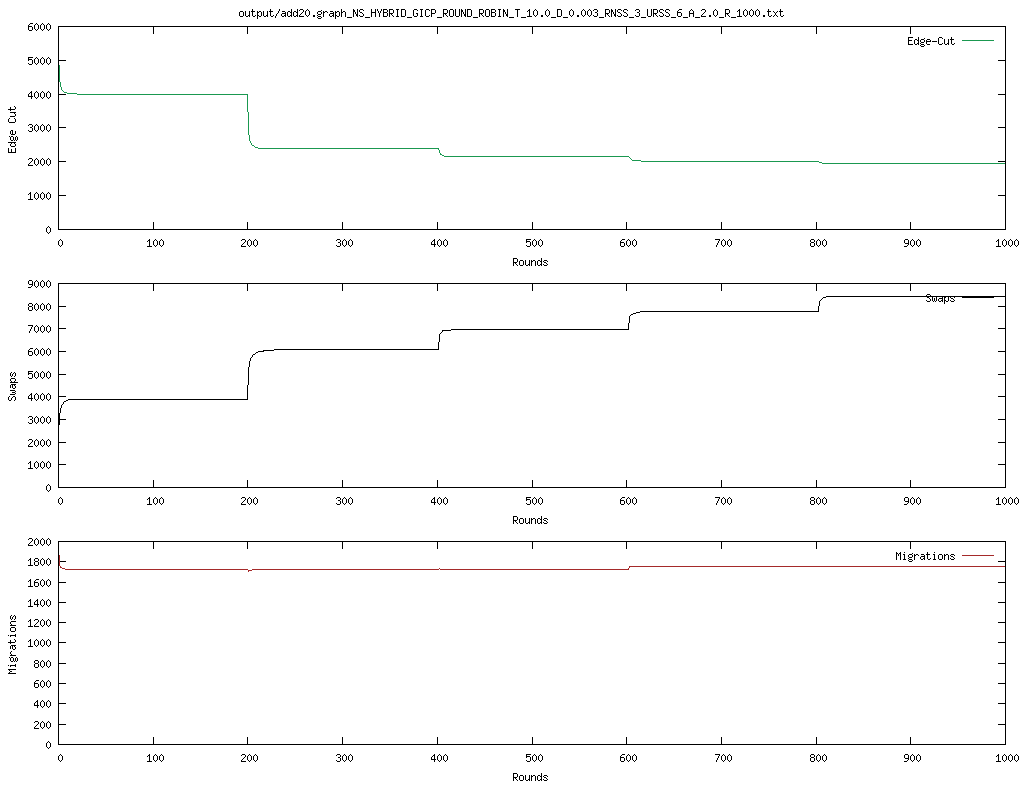 output/add20.graph_NS_HYBRID_GICP_ROUND_ROBIN_T_10.0_D_0.003_RNSS_3_URSS_6_A_2.0_R_1000.txt
Edge-Cut
Edge Cut
6000
5000
4000
3000
2000
1000
0
0 100 200 300 400 500 600 700 800 900 1000
Rounds
Swaps
Swaps
9000
8000
7000
6000
5000
4000
3000
2000
1000
0
0 100 200 300 400 500 600 700 800 900 1000
Rounds
Migrations
Migrations
2000
1800
1600
1400
1200
1000
800
600
400
200
0
0 100 200 300 400 500 600 700 800 900 1000
Rounds